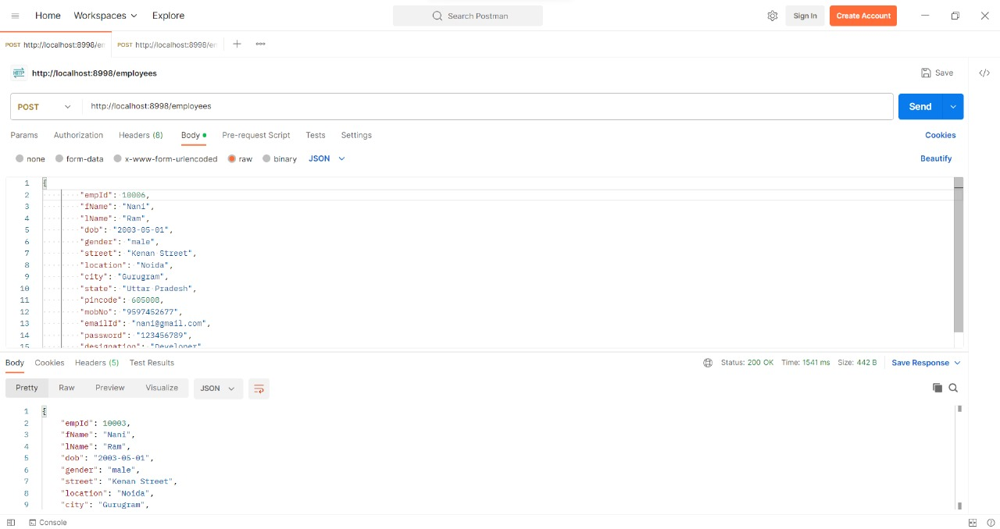 Home Workspaces Explore Search Postman Sign In Create Account
POST http://localhost:8998/en POST http://localhost:8998/en
HTTP http://localhost:8998/employees Save </>
POST http://localhost:8998/employees Send
Params Authorization Headers (8) Body Pre-request Script Tests Settings Cookies
none form-data x-www-form-urlencoded raw binary JSON Beautify
1 {
2 "empId": 10006,
3 "fName": "Nani",
4 "lName": "Ram",
5 "dob": "2003-05-01",
6 "gender": "male",
7 "street": "Kenan Street",
8 "location": "Noida",
9 "city": "Gurugram",
10 "state": "Uttar Pradesh",
11 "pincode": 605008,
12 "mobNo": "9597452677",
13 "emailId": "nani@gmail.com",
14 "password": "123456789",
15 "designation": "Developer"
Body Cookies Headers (5) Test Results Status: 200 OK Time: 1541 ms Size: 442 B Save Response
Pretty Raw Preview Visualize JSON
1 {
2 "empId": 10003,
3 "fName": "Nani",
4 "lName": "Ram",
5 "dob": "2003-05-01",
6 "gender": "male",
7 "street": "Kenan Street",
8 "location": "Noida",
9 "city": "Gurugram",
Console